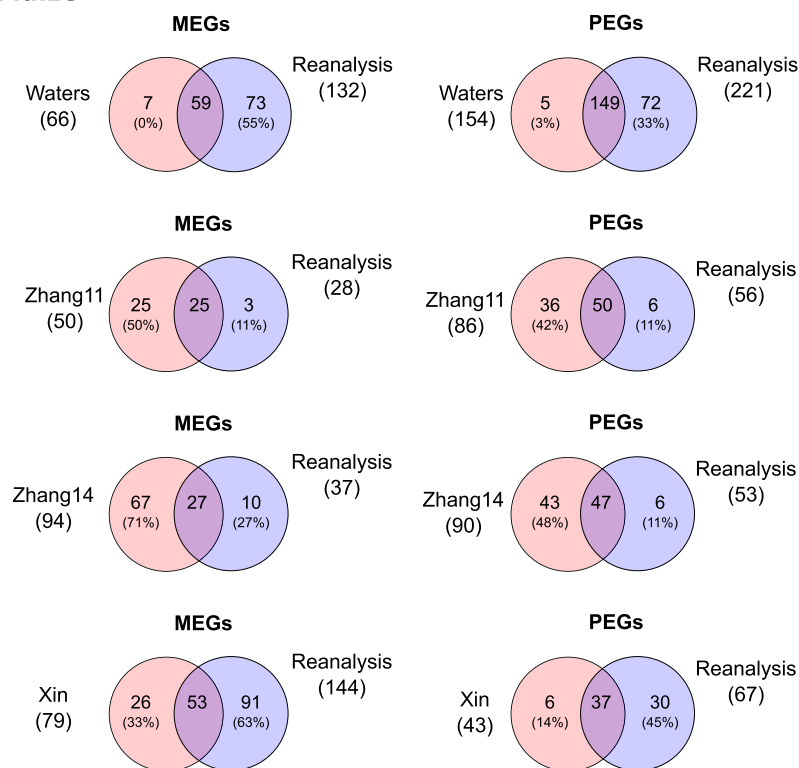 MEGs
Waters
(66)
7
(0%)
59
73
(55%)
Reanalysis
(132)
PEGs
Waters
(154)
5
(3%)
149
72
(33%)
Reanalysis
(221)
MEGs
Zhang11
(50)
25
(50%)
25
3
(11%)
Reanalysis
(28)
PEGs
Zhang11
(86)
36
(42%)
50
6
(11%)
Reanalysis
(56)
MEGs
Zhang14
(94)
67
(71%)
27
10
(27%)
Reanalysis
(37)
PEGs
Zhang14
(90)
43
(48%)
47
6
(11%)
Reanalysis
(53)
MEGs
Xin
(79)
26
(33%)
53
91
(63%)
Reanalysis
(144)
PEGs
Xin
(43)
6
(14%)
37
30
(45%)
Reanalysis
(67)